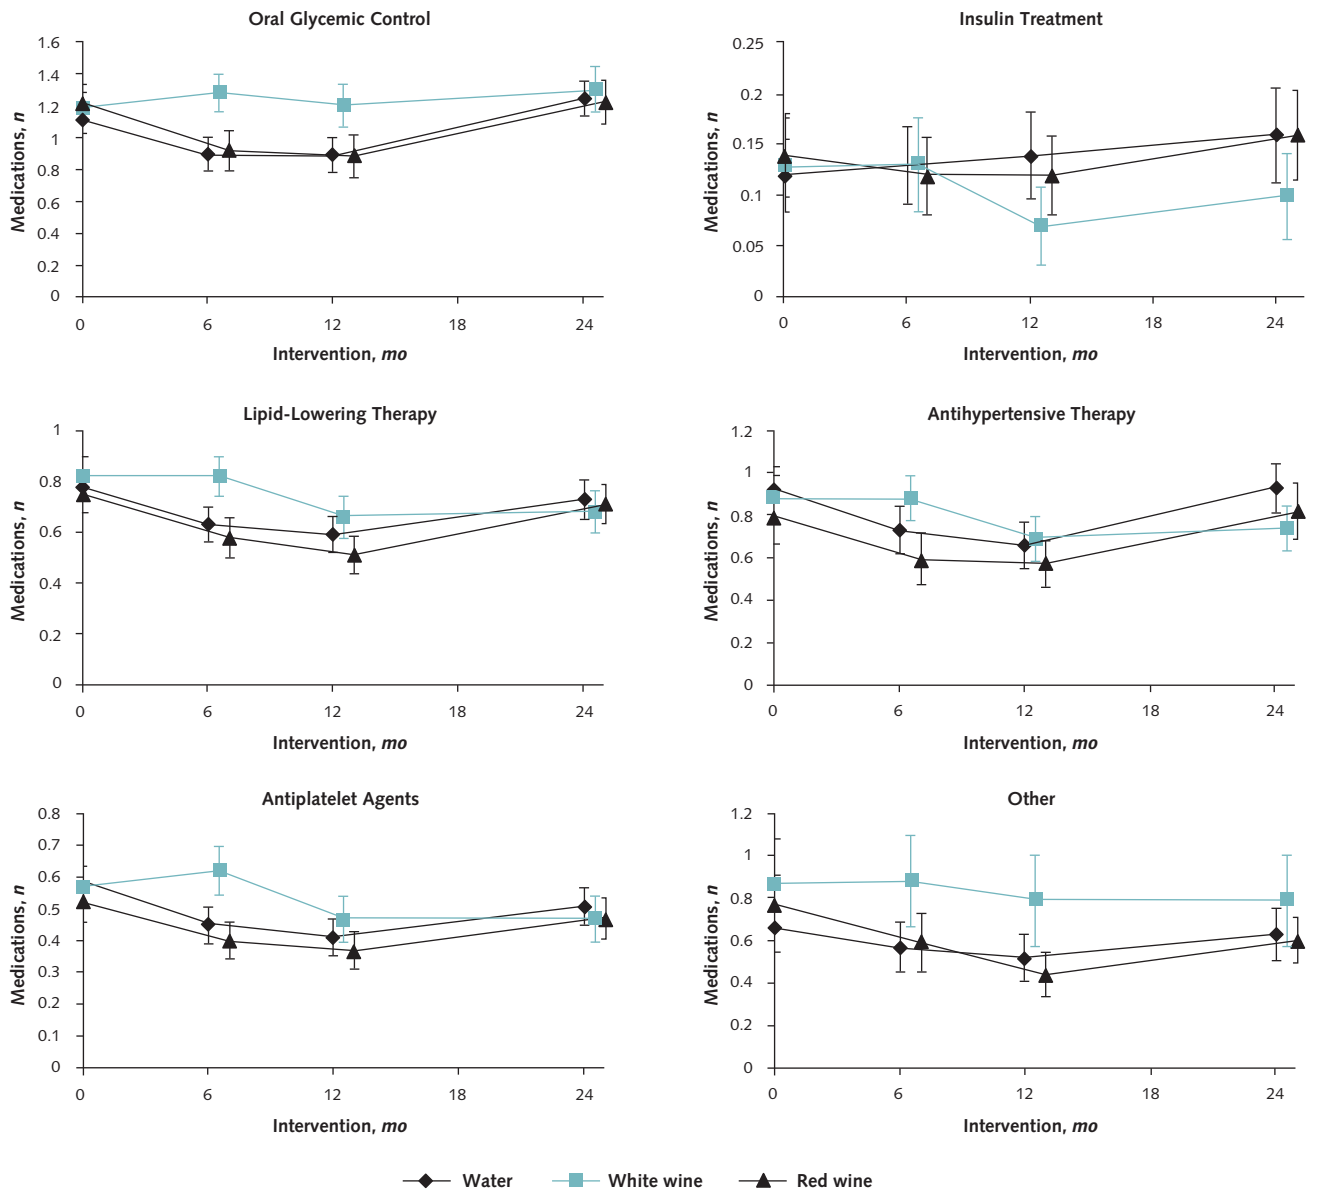 Oral Glycemic Control
Medications, n
1.6
1.4
1.2
1
0.8
0.6
0.4
0.2
0
0 6 12 18 24
Intervention, mo
Insulin Treatment
Medications, n
0.25
0.2
0.15
0.1
0.05
0
0 6 12 18 24
Intervention, mo
Lipid-Lowering Therapy
Medications, n
1
0.8
0.6
0.4
0.2
0
0 6 12 18 24
Intervention, mo
Antihypertensive Therapy
Medications, n
1.2
1
0.8
0.6
0.4
0.2
0
0 6 12 18 24
Intervention, mo
Antiplatelet Agents
Medications, n
0.8
0.7
0.6
0.5
0.4
0.3
0.2
0.1
0
0 6 12 18 24
Intervention, mo
Other
Medications, n
1.2
1
0.8
0.6
0.4
0.2
0
0 6 12 18 24
Intervention, mo
Water White wine Red wine